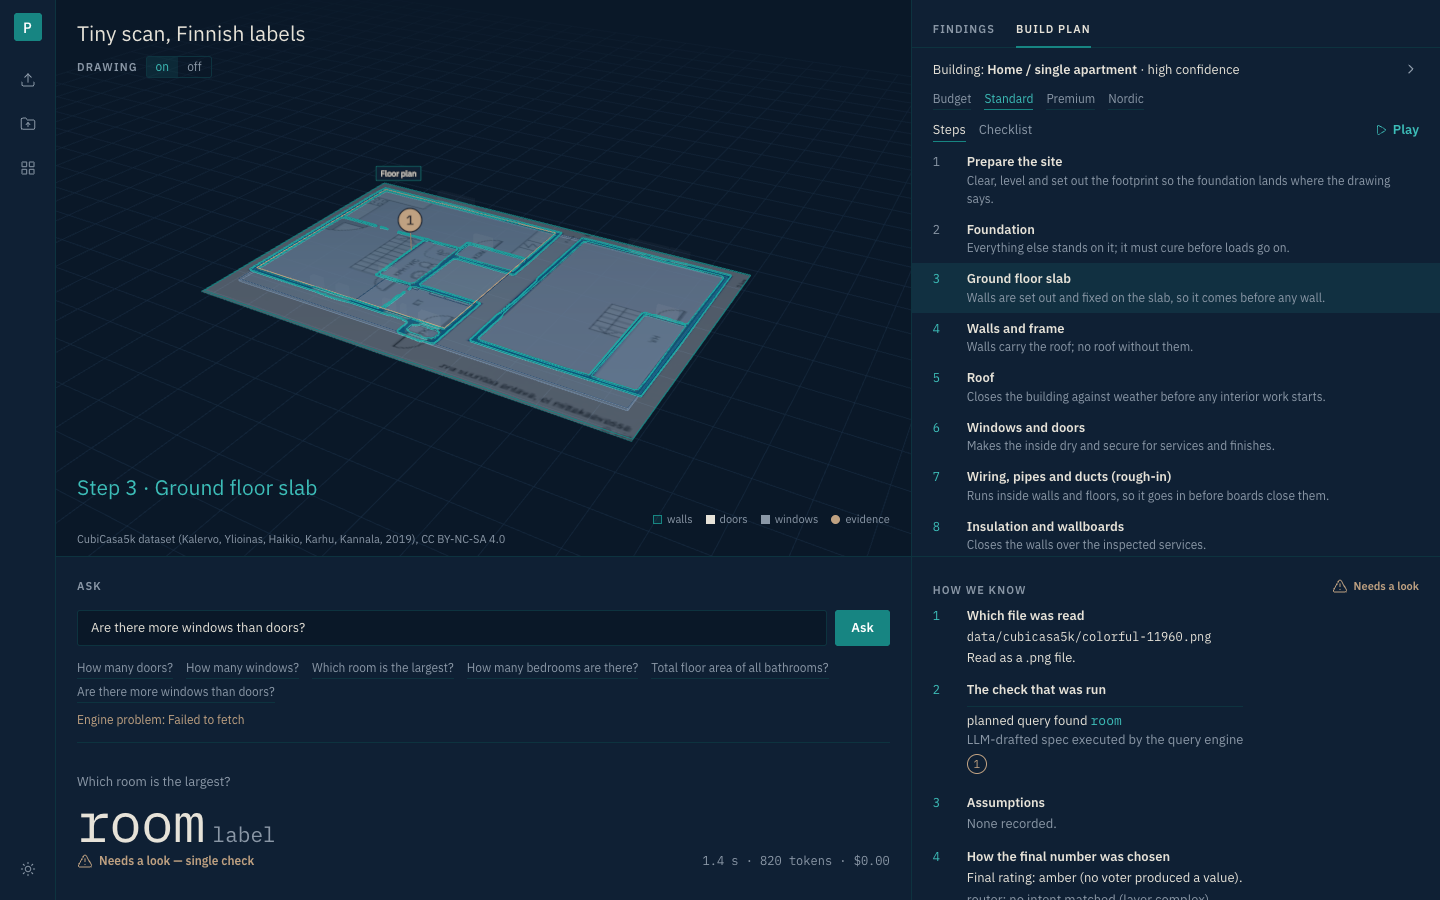 P
Tiny scan, Finnish labels
DRAWING on off
Floor plan
1
Step 3 · Ground floor slab
walls doors windows evidence
CubiCasa5k dataset (Kalervo, Ylioinas, Haikio, Karhu, Kannala, 2019), CC BY-NC-SA 4.0
FINDINGS BUILD PLAN
Building: Home / single apartment · high confidence
Budget Standard Premium Nordic
Steps Checklist Play
1 Prepare the site
Clear, level and set out the footprint so the foundation lands where the drawing
says.
2 Foundation
Everything else stands on it; it must cure before loads go on.
3 Ground floor slab
Walls are set out and fixed on the slab, so it comes before any wall.
4 Walls and frame
Walls carry the roof; no roof without them.
5 Roof
Closes the building against weather before any interior work starts.
6 Windows and doors
Makes the inside dry and secure for services and finishes.
7 Wiring, pipes and ducts (rough-in)
Runs inside walls and floors, so it goes in before boards close them.
8 Insulation and wallboards
Closes the walls over the inspected services.
ASK
Are there more windows than doors? Ask
How many doors? How many windows? Which room is the largest? How many bedrooms are there? Total floor area of all bathrooms?
Are there more windows than doors?
Engine problem: Failed to fetch
Which room is the largest?
room label
Needs a look — single check 1.4 s · 820 tokens · $0.00
HOW WE KNOW Needs a look
1 Which file was read
data/cubicasa5k/colorful-11960.png
Read as a .png file.
2 The check that was run
planned query found room
LLM-drafted spec executed by the query engine
1
3 Assumptions
None recorded.
4 How the final number was chosen
Final rating: amber (no voter produced a value).
router: no intent matched (layer complex)